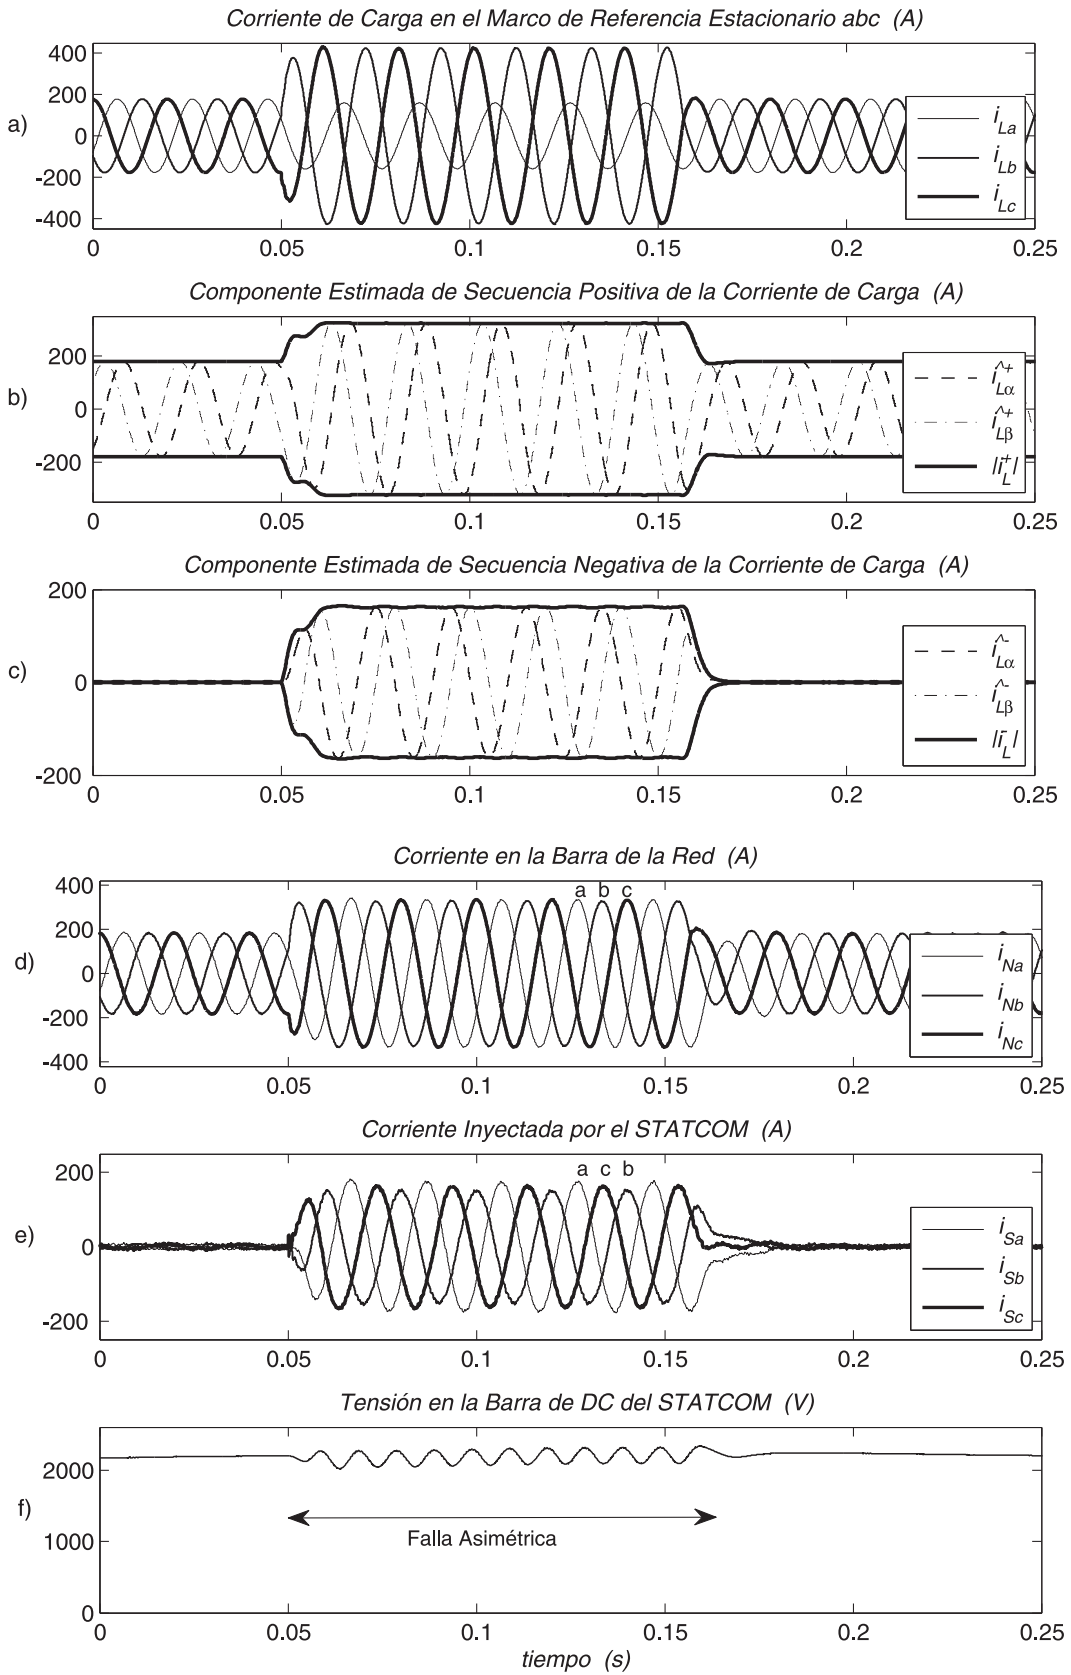 Corriente de Carga en el Marco de Referencia Estacionario abc (A)
400
200
0
-200
-400
a)
i_La
i_Lb
i_Lc
0 0.05 0.1 0.15 0.2 0.25
Componente Estimada de Secuencia Positiva de la Corriente de Carga (A)
200
0
-200
b)
î⁺_Lα
î⁺_Lβ
|i⁺_L|
0 0.05 0.1 0.15 0.2 0.25
Componente Estimada de Secuencia Negativa de la Corriente de Carga (A)
200
0
-200
c)
î⁻_Lα
î⁻_Lβ
|i⁻_L|
0 0.05 0.1 0.15 0.2 0.25
Corriente en la Barra de la Red (A)
400
200
0
-200
-400
d)
a b c
i_Na
i_Nb
i_Nc
0 0.05 0.1 0.15 0.2 0.25
Corriente Inyectada por el STATCOM (A)
200
0
-200
e)
a c b
i_Sa
i_Sb
i_Sc
0 0.05 0.1 0.15 0.2 0.25
Tensión en la Barra de DC del STATCOM (V)
2000
1000
0
f)
Falla Asimétrica
0 0.05 0.1 0.15 0.2 0.25
tiempo (s)